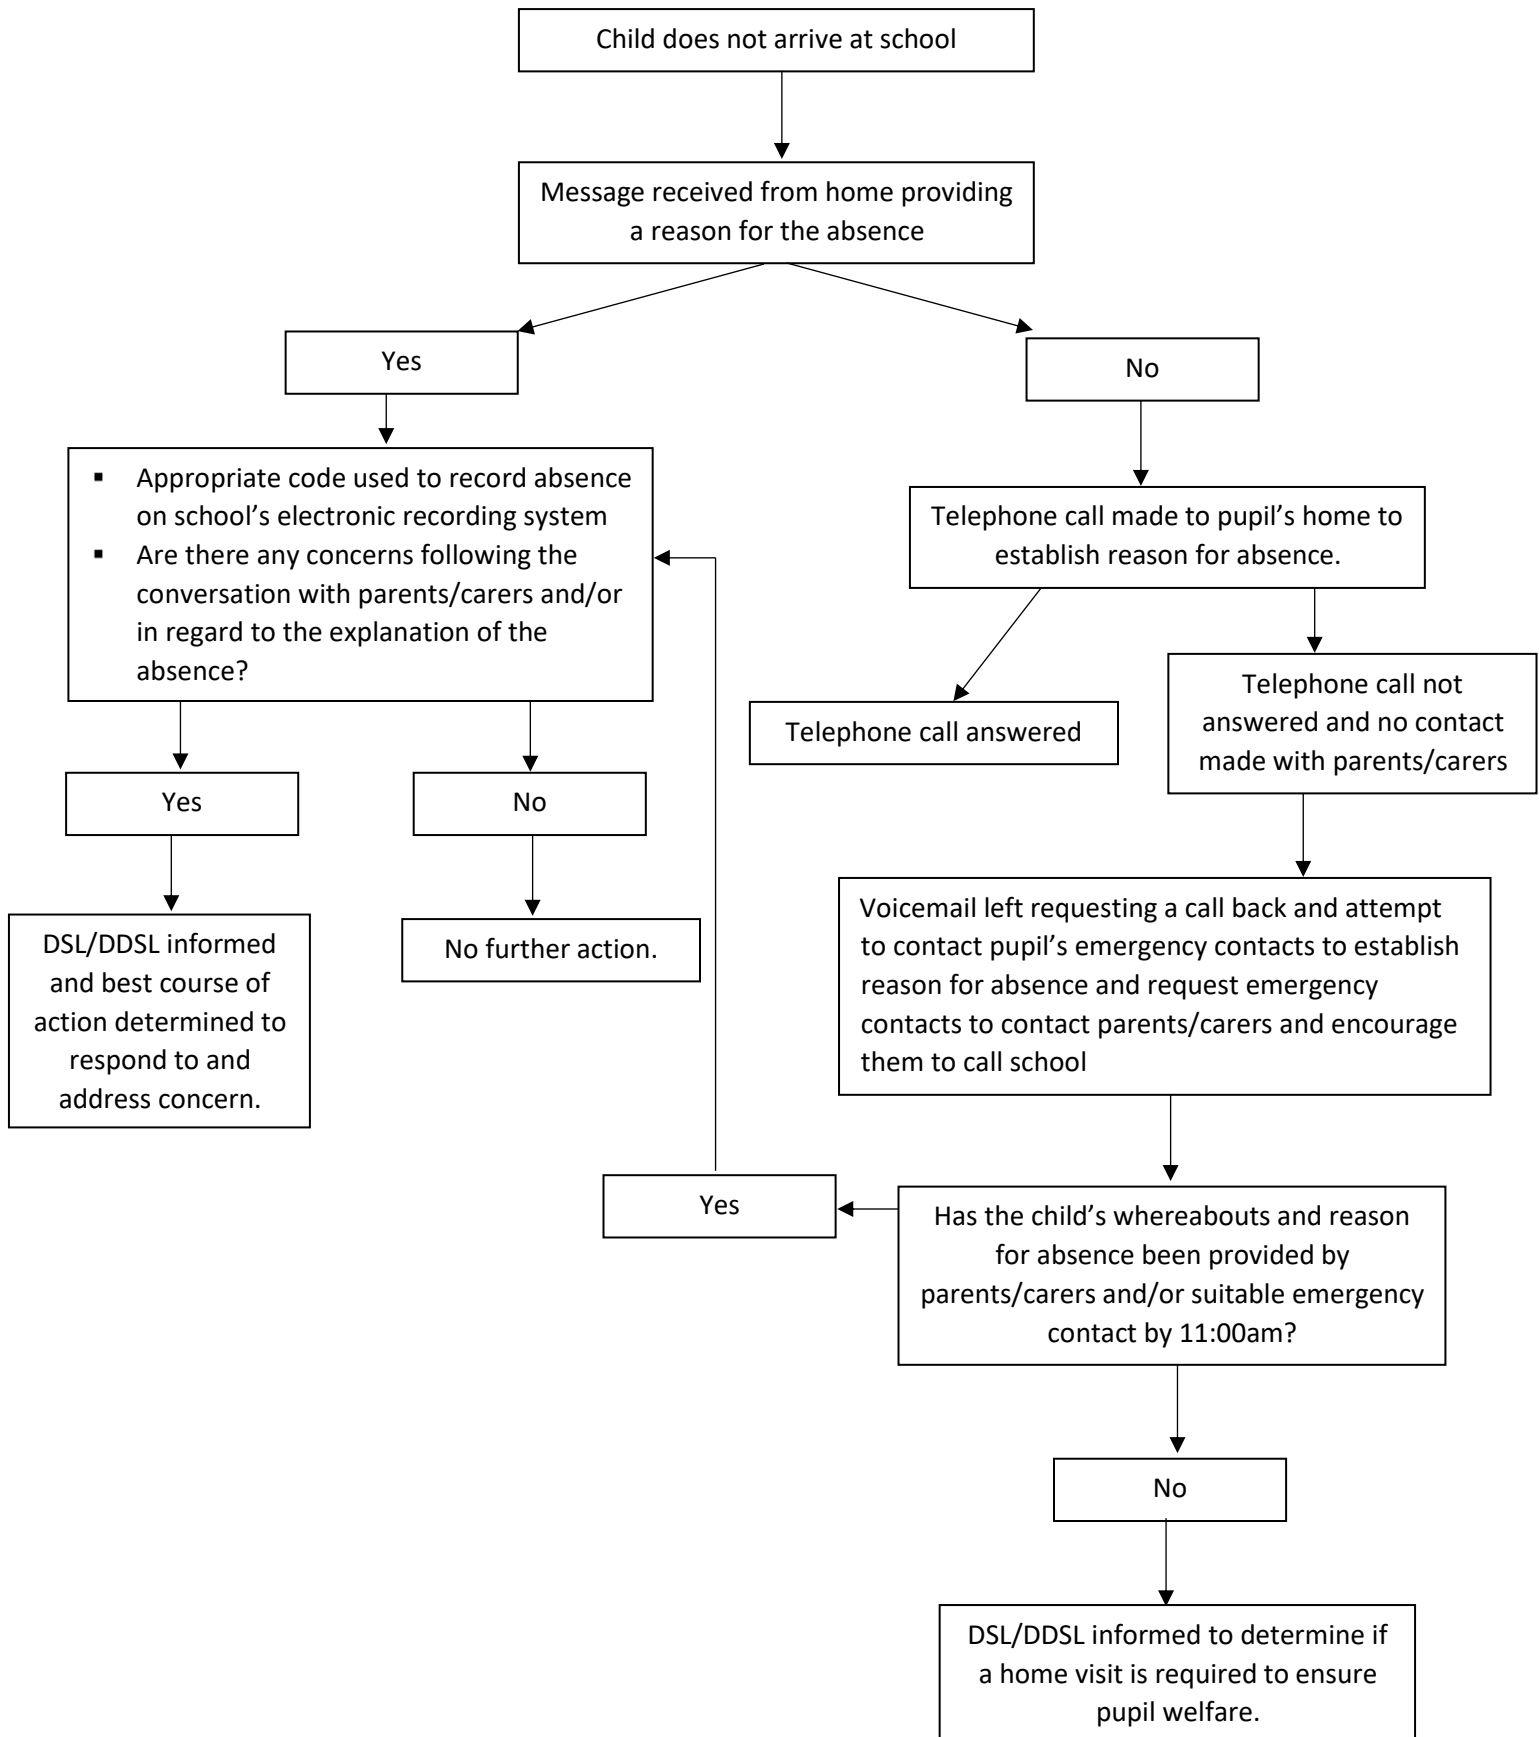 Child does not arrive at school
Message received from home providing
a reason for the absence
Yes
No
▪ Appropriate code used to record absence
on school’s electronic recording system
▪ Are there any concerns following the
conversation with parents/carers and/or
in regard to the explanation of the
absence?
Telephone call made to pupil’s home to
establish reason for absence.
Telephone call answered
Telephone call not
answered and no contact
made with parents/carers
Yes
No
DSL/DDSL informed
and best course of
action determined to
respond to and
address concern.
No further action.
Voicemail left requesting a call back and attempt
to contact pupil’s emergency contacts to establish
reason for absence and request emergency
contacts to contact parents/carers and encourage
them to call school
Yes
Has the child’s whereabouts and reason
for absence been provided by
parents/carers and/or suitable emergency
contact by 11:00am?
No
DSL/DDSL informed to determine if
a home visit is required to ensure
pupil welfare.